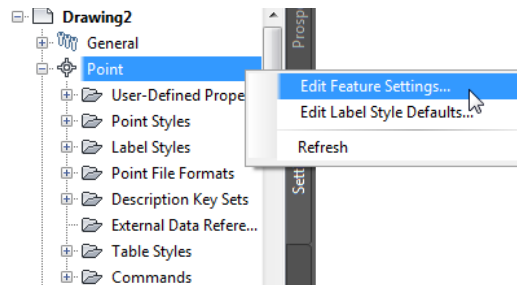 Drawing2
General
Point
User-Defined Prope
Point Styles
Label Styles
Point File Formats
Description Key Sets
External Data Refere...
Table Styles
Commands
Edit Feature Settings...
Edit Label Style Defaults...
Refresh
Prosp
Sett